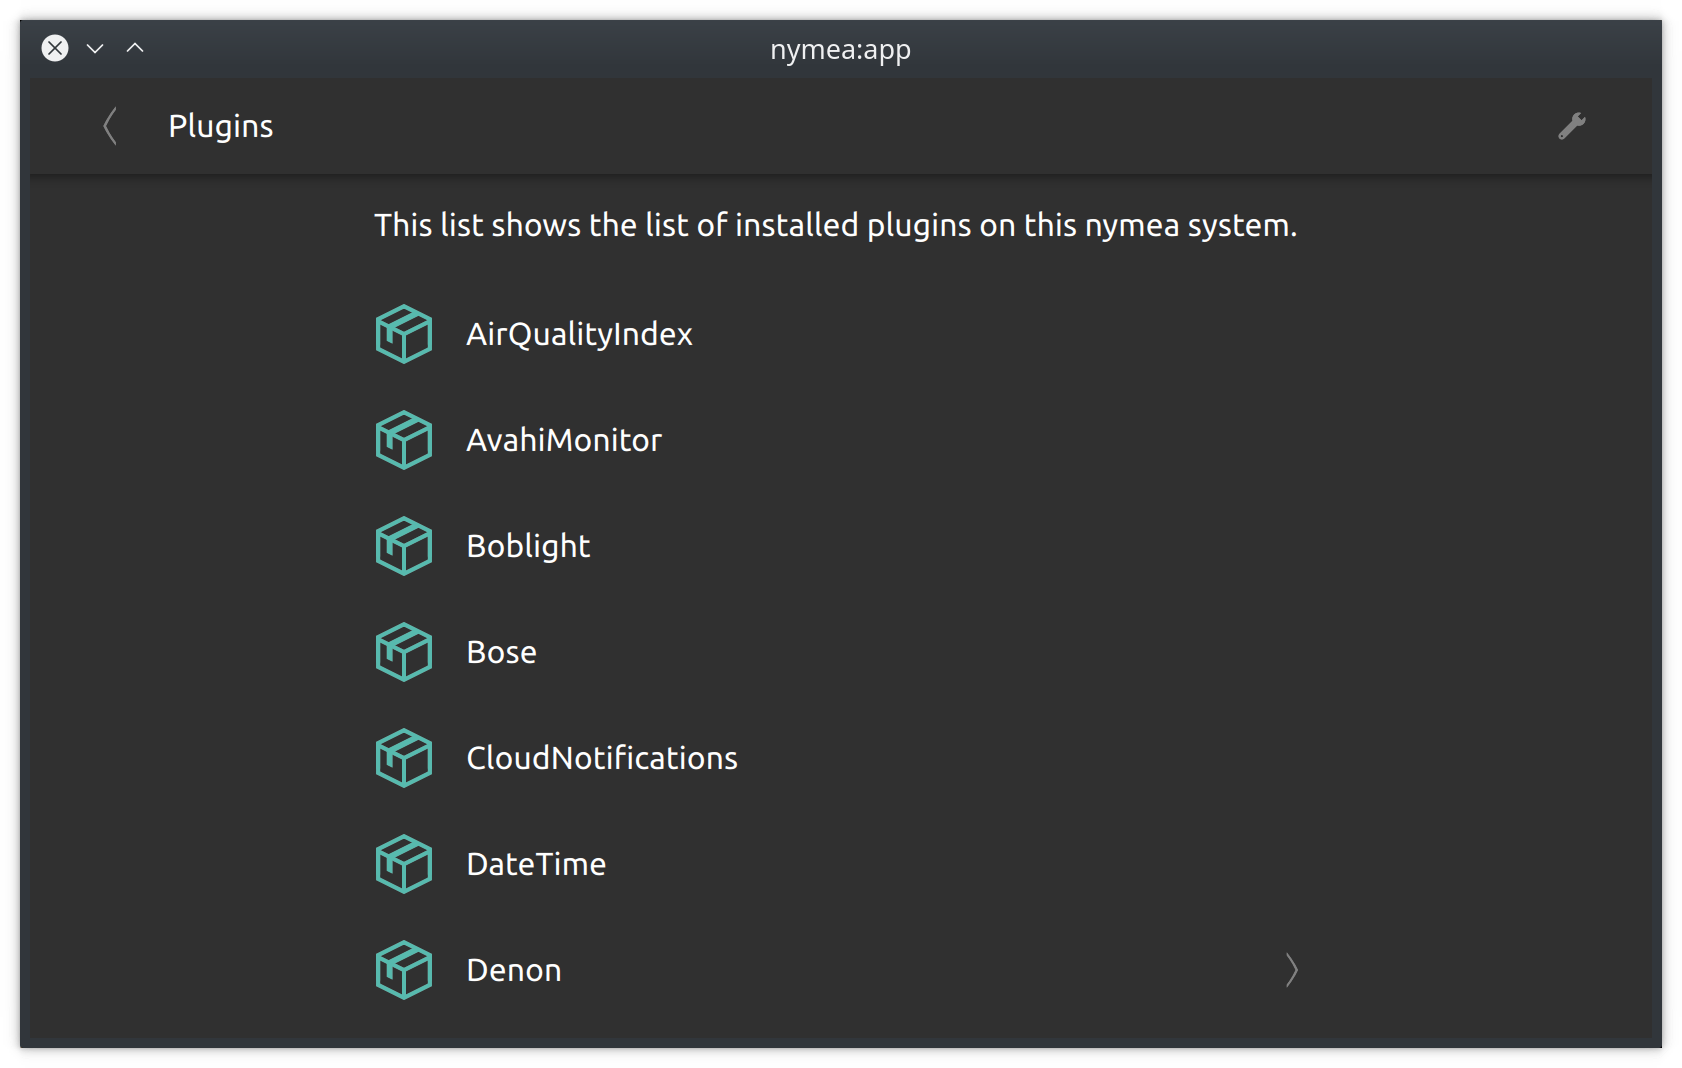 nymea:app
Plugins
This list shows the list of installed plugins on this nymea system.
AirQualityIndex
AvahiMonitor
Boblight
Bose
CloudNotifications
DateTime
Denon